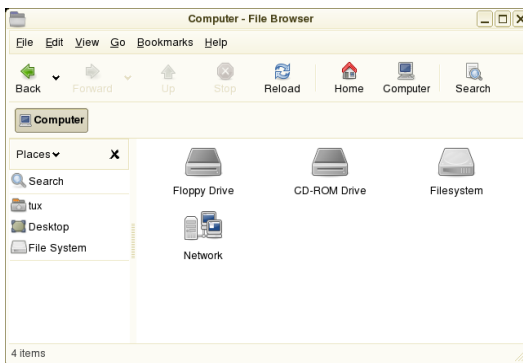 Computer - File Browser
File Edit View Go Bookmarks Help
Back Forward Up Stop Reload Home Computer Search
Computer
Places
Search
tux
Desktop
File System
Floppy Drive CD-ROM Drive Filesystem
Network
4 items